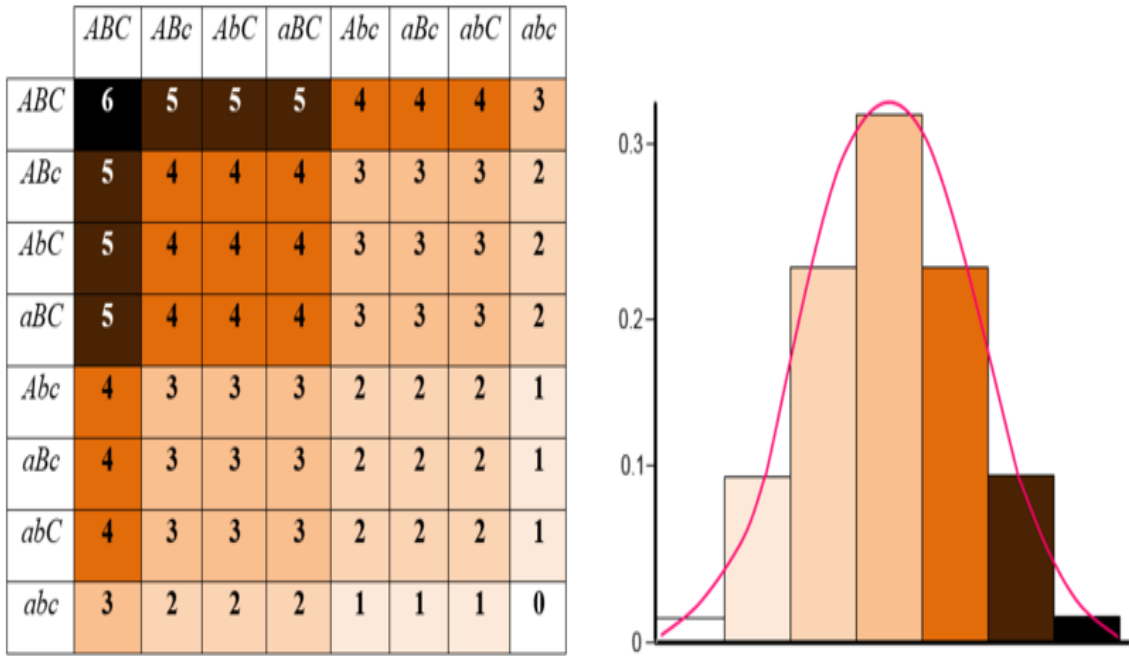 ABC ABc AbC aBC Abc aBc abC abc
ABC 6 5 5 5 4 4 4 3
ABc 5 4 4 4 3 3 3 2
AbC 5 4 4 4 3 3 3 2
aBC 5 4 4 4 3 3 3 2
Abc 4 3 3 3 2 2 2 1
aBc 4 3 3 3 2 2 2 1
abC 4 3 3 3 2 2 2 1
abc 3 2 2 2 1 1 1 0
0.3
0.2
0.1
0